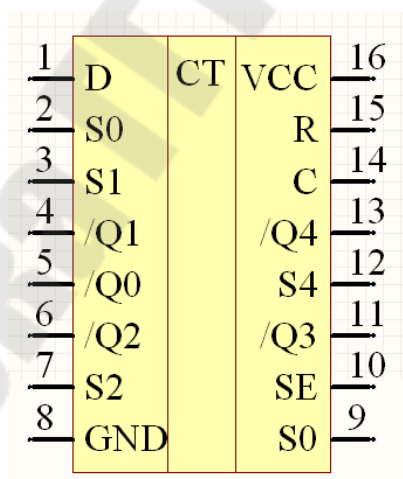 1 D CT VCC 16
2 S0 R 15
3 S1 C 14
4 /Q1 /Q4 13
5 /Q0 S4 12
6 /Q2 /Q3 11
7 S2 SE 10
8 GND S0 9